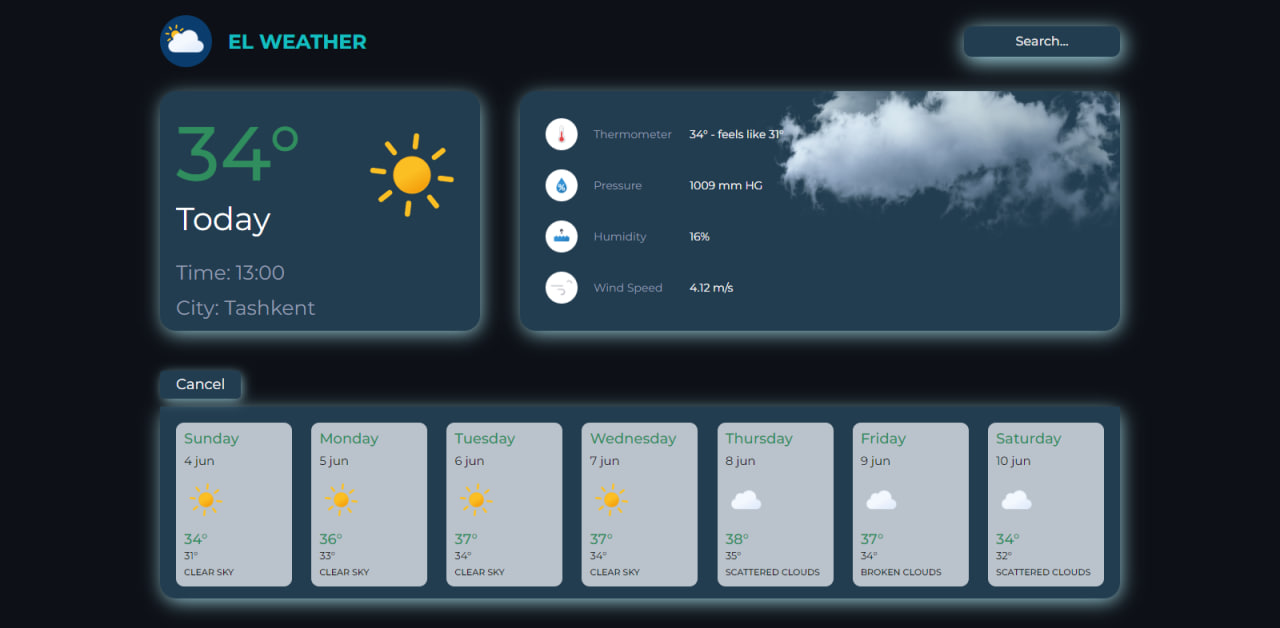 EL WEATHER
Search...
34°
Today
Time: 13:00
City: Tashkent
Thermometer 34° - feels like 31°
Pressure 1009 mm HG
Humidity 16%
Wind Speed 4.12 m/s
Cancel
Sunday
4 jun
34°
31°
CLEAR SKY
Monday
5 jun
36°
33°
CLEAR SKY
Tuesday
6 jun
37°
34°
CLEAR SKY
Wednesday
7 jun
37°
34°
CLEAR SKY
Thursday
8 jun
38°
35°
SCATTERED CLOUDS
Friday
9 jun
37°
34°
BROKEN CLOUDS
Saturday
10 jun
34°
32°
SCATTERED CLOUDS